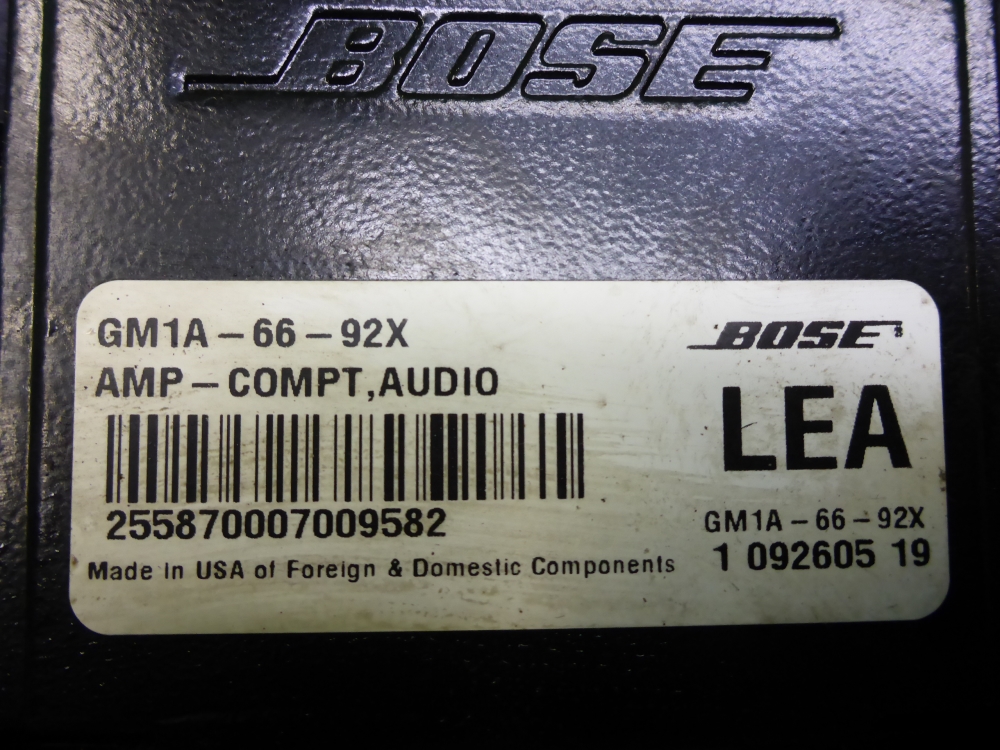 BOSE
GM1A-66-92X
AMP-COMPT,AUDIO
255870007009582
Made in USA of Foreign & Domestic Components
BOSE
LEA
GM1A-66-92X
1 092605 19